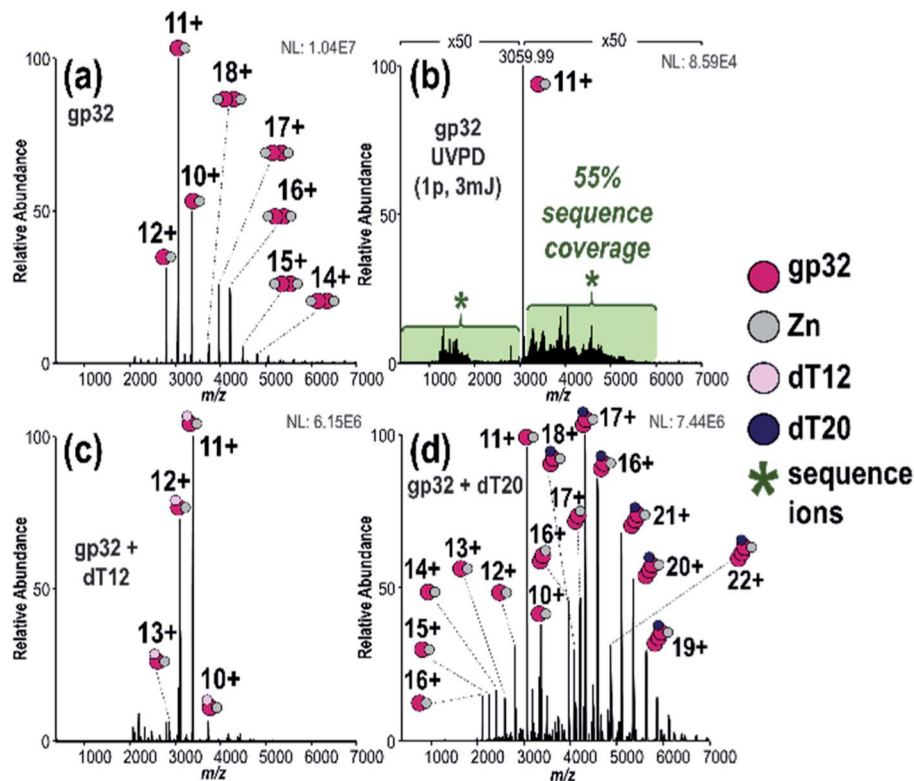 (a)
gp32
NL: 1.04E7
Relative Abundance
100
50
0
11+
18+
17+
10+
16+
12+
15+
14+
1000 2000 3000 4000 5000 6000 7000
m/z
(b)
x50 x50
3059.99
NL: 8.59E4
11+
gp32
UVPD
(1p, 3mJ)
55%
sequence
coverage
*
*
Relative Abundance
100
50
0
1000 2000 3000 4000 5000 6000 7000
m/z
gp32
Zn
dT12
dT20
* sequence
ions
(c)
gp32 +
dT12
NL: 6.15E6
Relative Abundance
100
50
0
11+
12+
13+
10+
1000 2000 3000 4000 5000 6000 7000
m/z
(d)
gp32 + dT20
NL: 7.44E6
Relative Abundance
100
50
0
11+
18+
17+
16+
17+
16+
21+
13+
14+
12+
10+
20+
22+
15+
19+
16+
1000 2000 3000 4000 5000 6000 7000
m/z